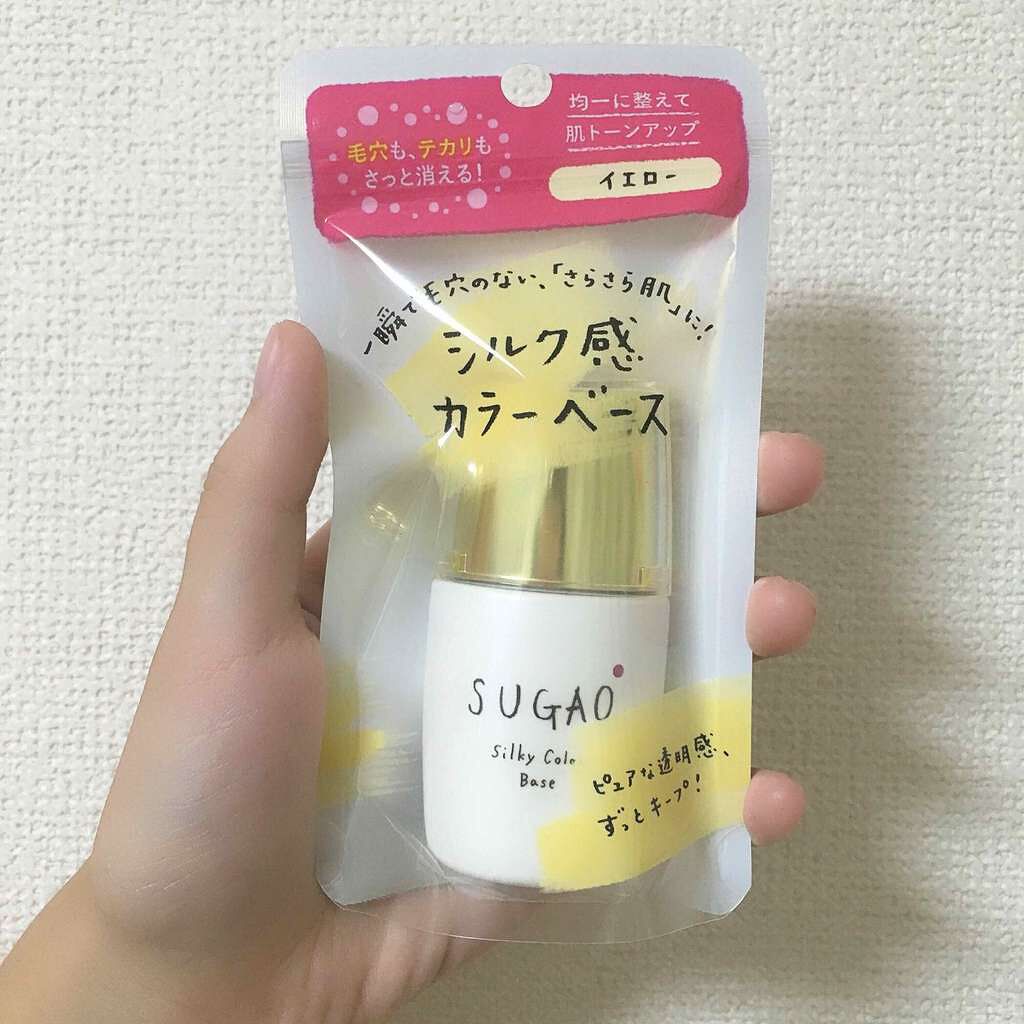 毛穴も、テカリも
さっと消える!
均一に整えて
肌トーンアップ
イエロー
一瞬で毛穴のない、「さらさら肌」に!
シルク感
カラーベース
SUGAO
Silky Colo
Base
ピュアな透明感、
ずっとキープ!